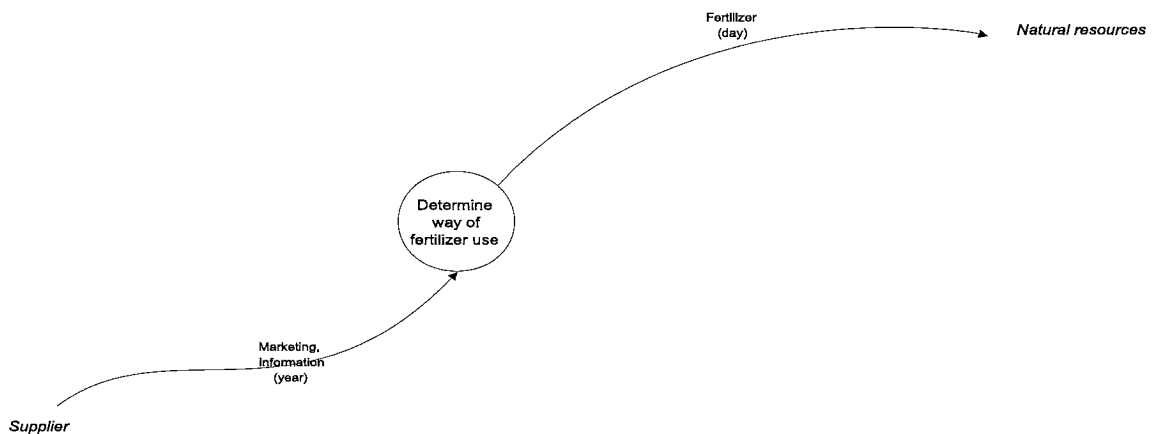 Fertilizer
(day)
Natural resources
Determine
way of
fertilizer use
Marketing,
information
(year)
Supplier